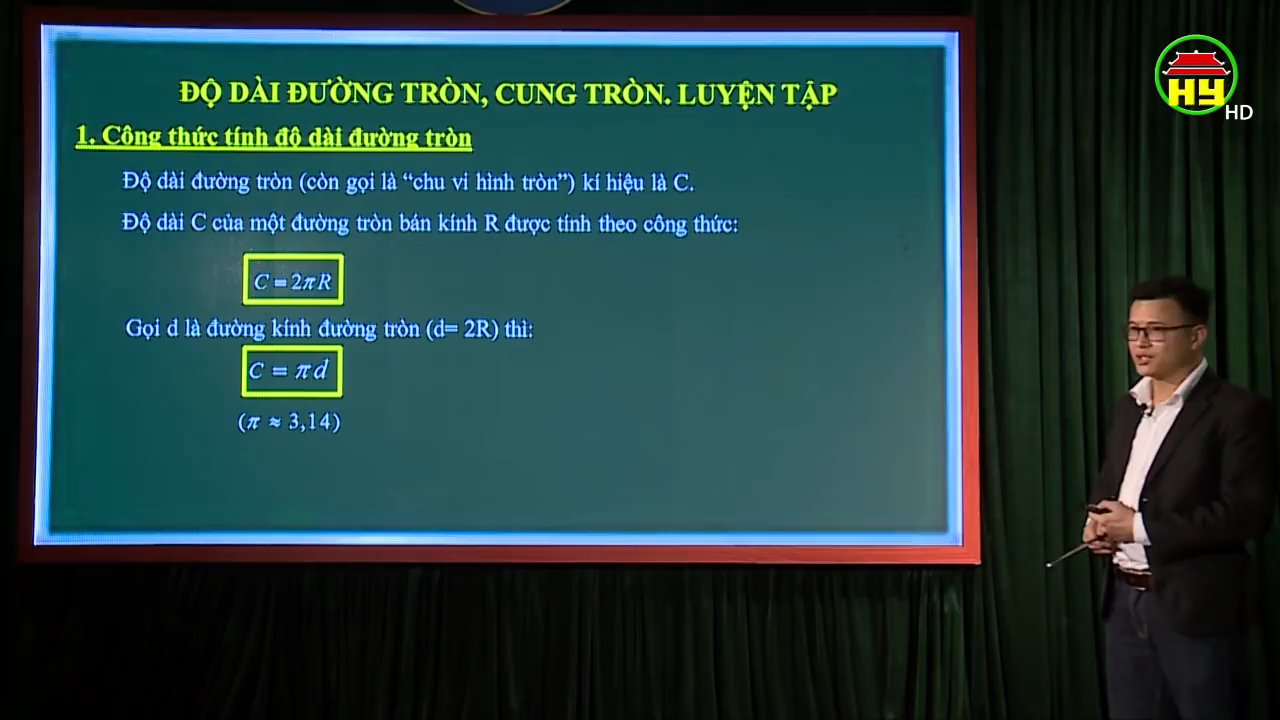 ĐỘ DÀI ĐƯỜNG TRÒN, CUNG TRÒN. LUYỆN TẬP
1. Công thức tính độ dài đường tròn
Độ dài đường tròn (còn gọi là “chu vi hình tròn”) kí hiệu là C.
Độ dài C của một đường tròn bán kính R được tính theo công thức:
C = 2πR
Gọi d là đường kính đường tròn (d= 2R) thì:
C = πd
(π ≈ 3,14)
HY
HD